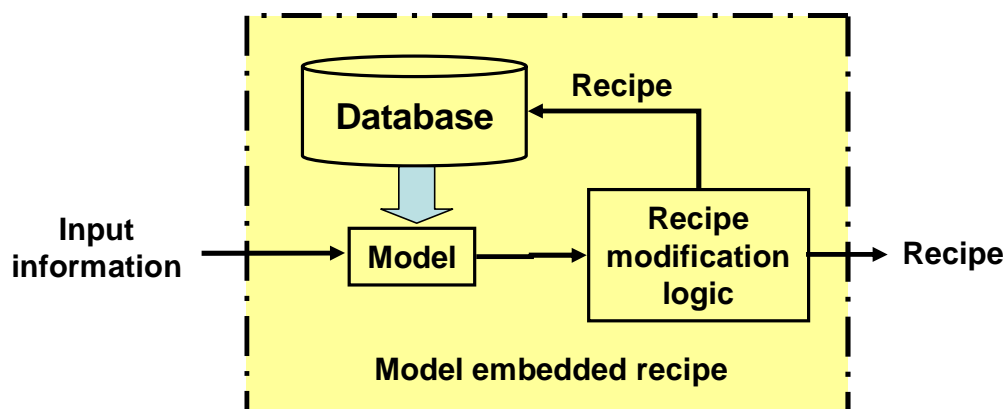 Recipe
Database
Input
information
Model
Recipe
modification
logic
Recipe
Model embedded recipe